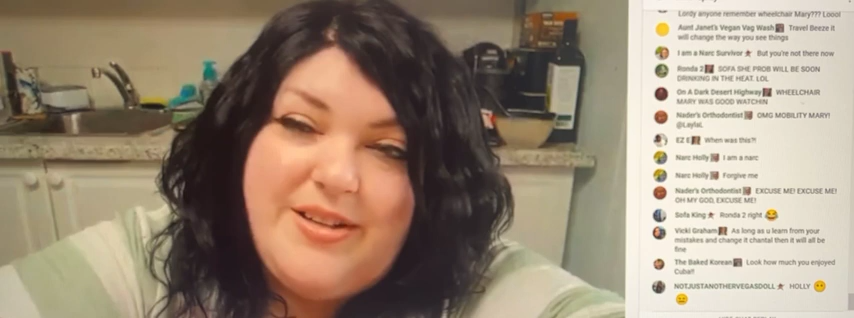 Lordy anyone remember wheelchair Mary??? Loool
Aunt Janet's Vegan Vag Wash Travel Beeze it
will change the way you see things
I am a Narc Survivor ★ But you're not there now
Ronda 2 SOFA SHE PROB WILL BE SOON
DRINKING IN THE HEAT. LOL
On A Dark Desert Highway WHEELCHAIR
MARY WAS GOOD WATCHIN
Nader's Orthodontist OMG MOBILITY MARY!
@LaylaL
EZ E When was this?!
Narc Holly I am a narc
Narc Holly Forgive me
Nader's Orthodontist EXCUSE ME! EXCUSE ME!
OH MY GOD, EXCUSE ME!
Sofa King ★ Ronda 2 right 😂
Vicki Graham As long as u learn from your
mistakes and change it chantal then it will all be
fine
The Baked Korean Look how much you enjoyed
Cuba!!
NOTJUSTANOTHERVEGASDOLL ★ HOLLY 😶
😑